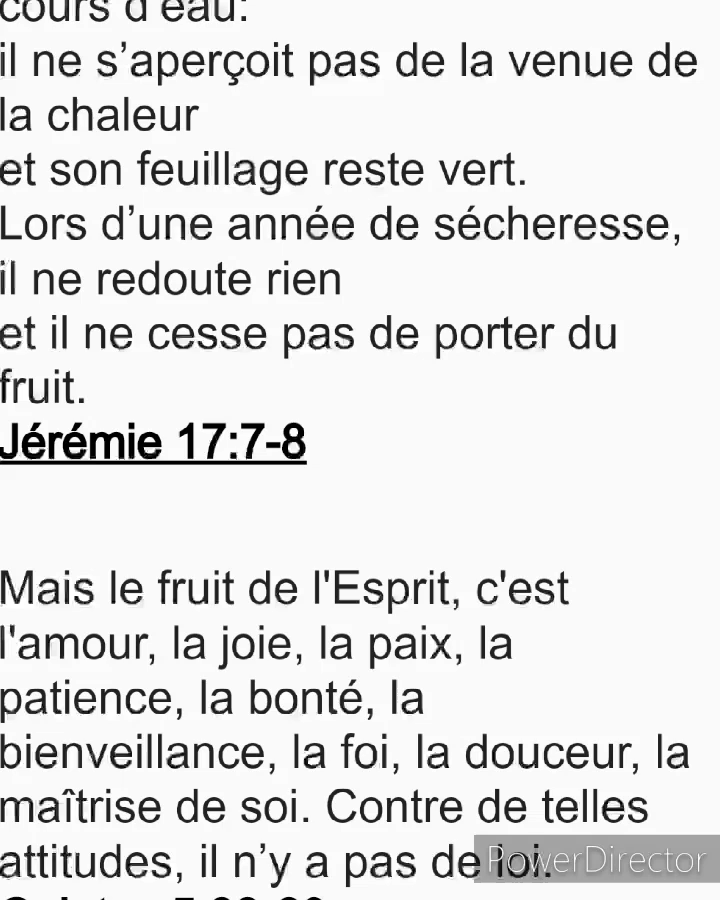 cours d'eau:
il ne s’aperçoit pas de la venue de
la chaleur
et son feuillage reste vert.
Lors d’une année de sécheresse,
il ne redoute rien
et il ne cesse pas de porter du
fruit.
Jérémie 17:7-8
Mais le fruit de l'Esprit, c'est
l'amour, la joie, la paix, la
patience, la bonté, la
bienveillance, la foi, la douceur, la
maîtrise de soi. Contre de telles
attitudes, il n’y a pas de loi.
PowerDirector